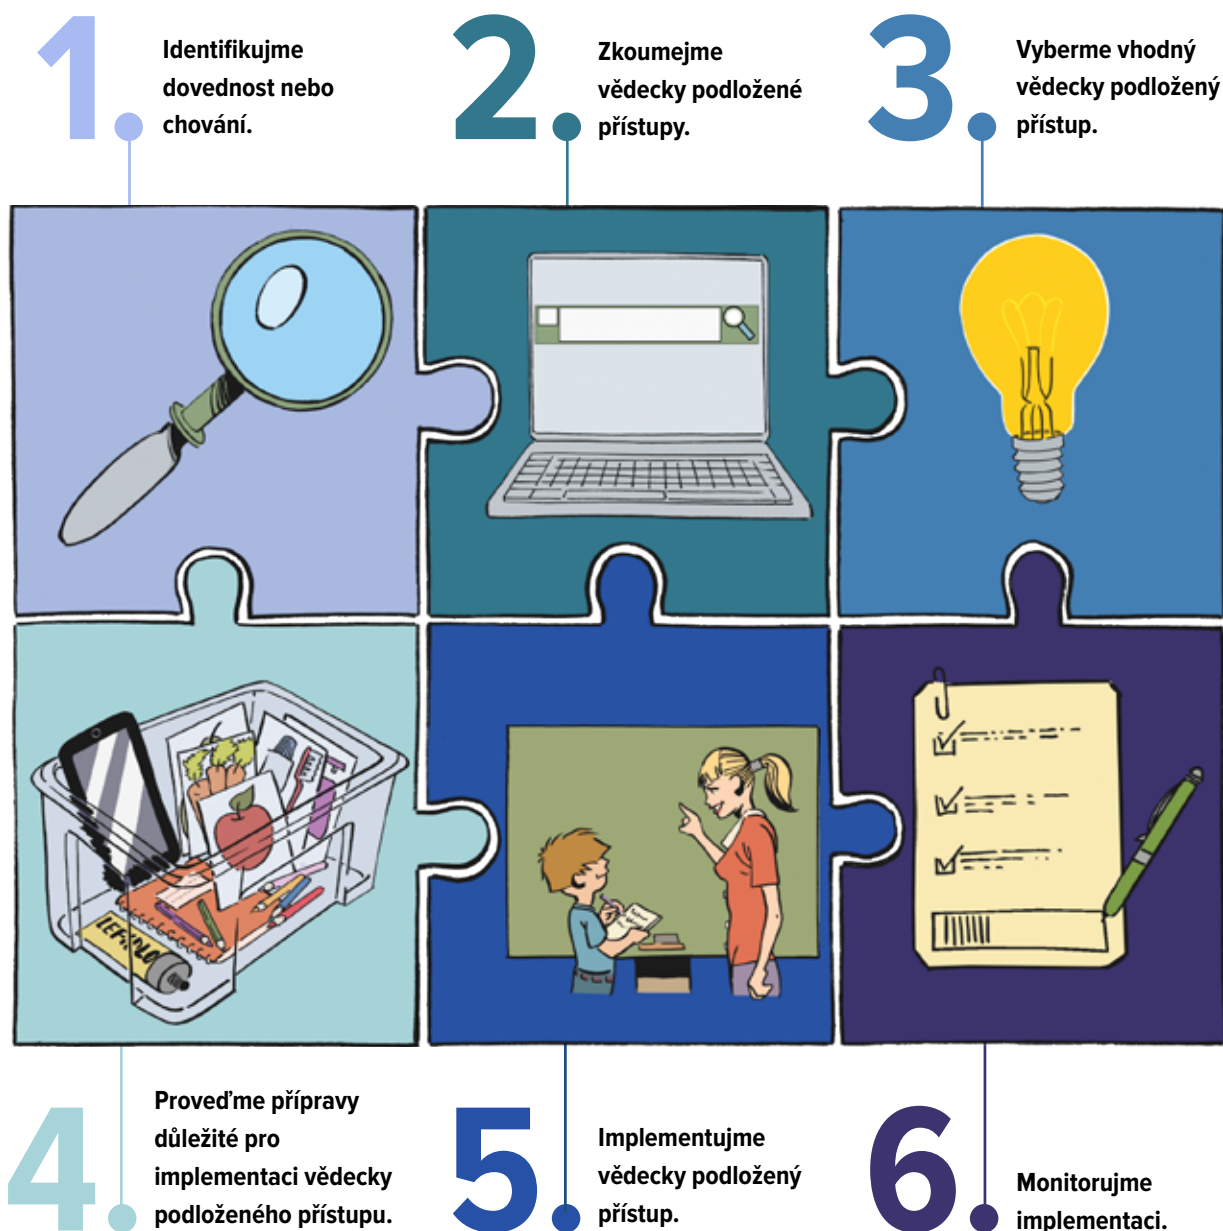 1.
Identifikujme
dovednost nebo
chování.
2.
Zkoumejme
vědecky podložené
přístupy.
3.
Vyberme vhodný
vědecky podložený
přístup.
LEPIDLO
4.
Proveďme přípravy
důležité pro
implementaci vědecky
podloženého přístupu.
5.
Implementujme
vědecky podložený
přístup.
6.
Monitorujme
implementaci.